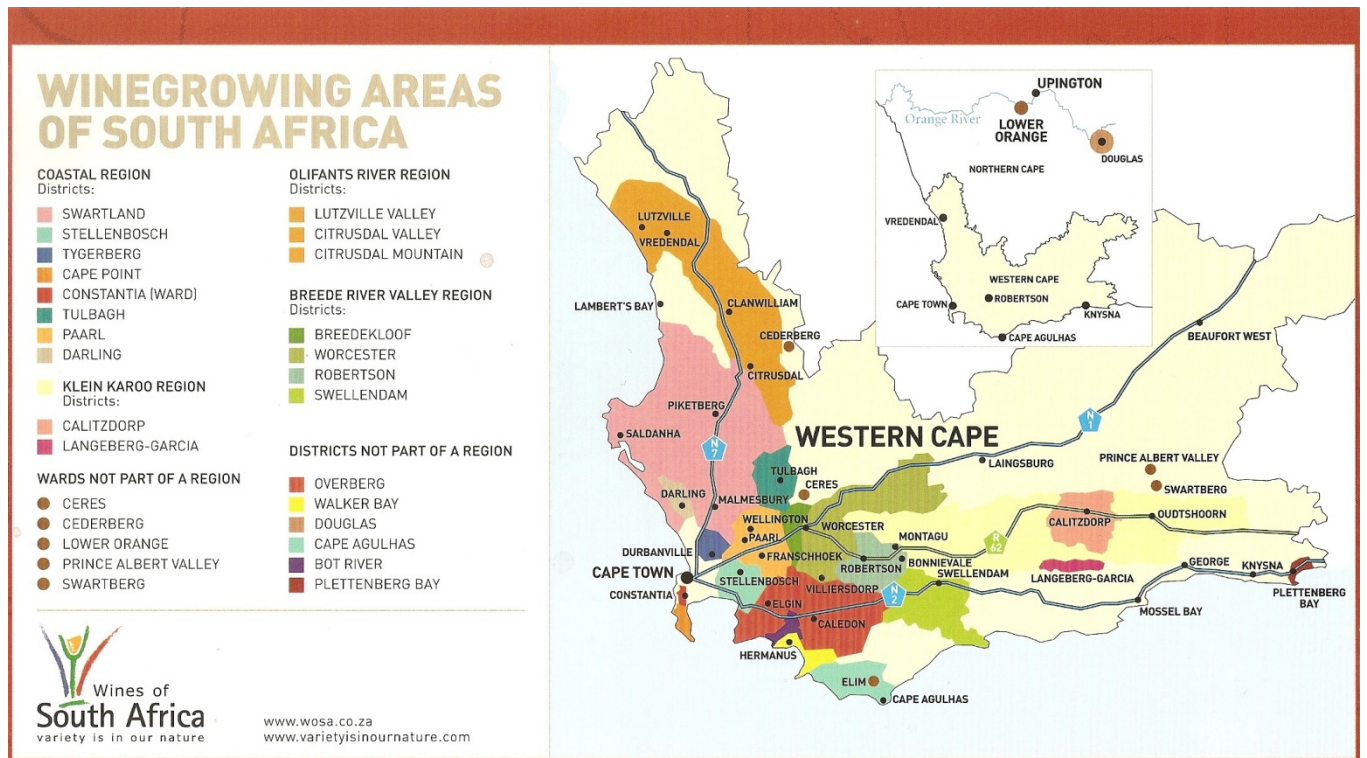 WINEGROWING AREAS
OF SOUTH AFRICA
COASTAL REGION
Districts:
SWARTLAND
STELLENBOSCH
TYGERBERG
CAPE POINT
CONSTANTIA (WARD)
TULBAGH
PAARL
DARLING
KLEIN KAROO REGION
Districts:
CALITZDORP
LANGEBERG-GARCIA
WARDS NOT PART OF A REGION
CERES
CEDERBERG
LOWER ORANGE
PRINCE ALBERT VALLEY
SWARTBERG
OLIFANTS RIVER REGION
Districts:
LUTZVILLE VALLEY
CITRUSDAL VALLEY
CITRUSDAL MOUNTAIN
BREEDE RIVER VALLEY REGION
Districts:
BREEDEKLOOF
WORCESTER
ROBERTSON
SWELLENDAM
DISTRICTS NOT PART OF A REGION
OVERBERG
WALKER BAY
DOUGLAS
CAPE AGULHAS
BOT RIVER
PLETTENBERG BAY
Wines of
South Africa
variety is in our nature
www.wosa.co.za
www.varietyisinournature.com
UPINGTON
Orange River
LOWER
ORANGE
DOUGLAS
NORTHERN CAPE
VREDENDAL
WESTERN CAPE
CAPE TOWN
ROBERTSON
KNYSNA
CAPE AGULHAS
LUTZVILLE
VREDENDAL
LAMBERT'S BAY
CLANWILLIAM
CEDERBERG
CITRUSDAL
BEAUFORT WEST
PIKETBERG
SALDANHA
N
7
WESTERN CAPE
N
1
LAINGSBURG
PRINCE ALBERT VALLEY
SWARTBERG
TULBAGH
CERES
DARLING
MALMESBURY
WELLINGTON
PAARL
WORCESTER
MONTAGU
R
62
CALITZDORP
OUDTSHOORN
DURBANVILLE
FRANSCHHOEK
ROBERTSON
BONNIEVALE
CAPE TOWN
STELLENBOSCH
VILLIERSDORP
SWELLENDAM
LANGEBERG-GARCIA
GEORGE
KNYSNA
PLETTENBERG
BAY
CONSTANTIA
ELGIN
N
2
CALEDON
MOSSEL BAY
HERMANUS
ELIM
CAPE AGULHAS